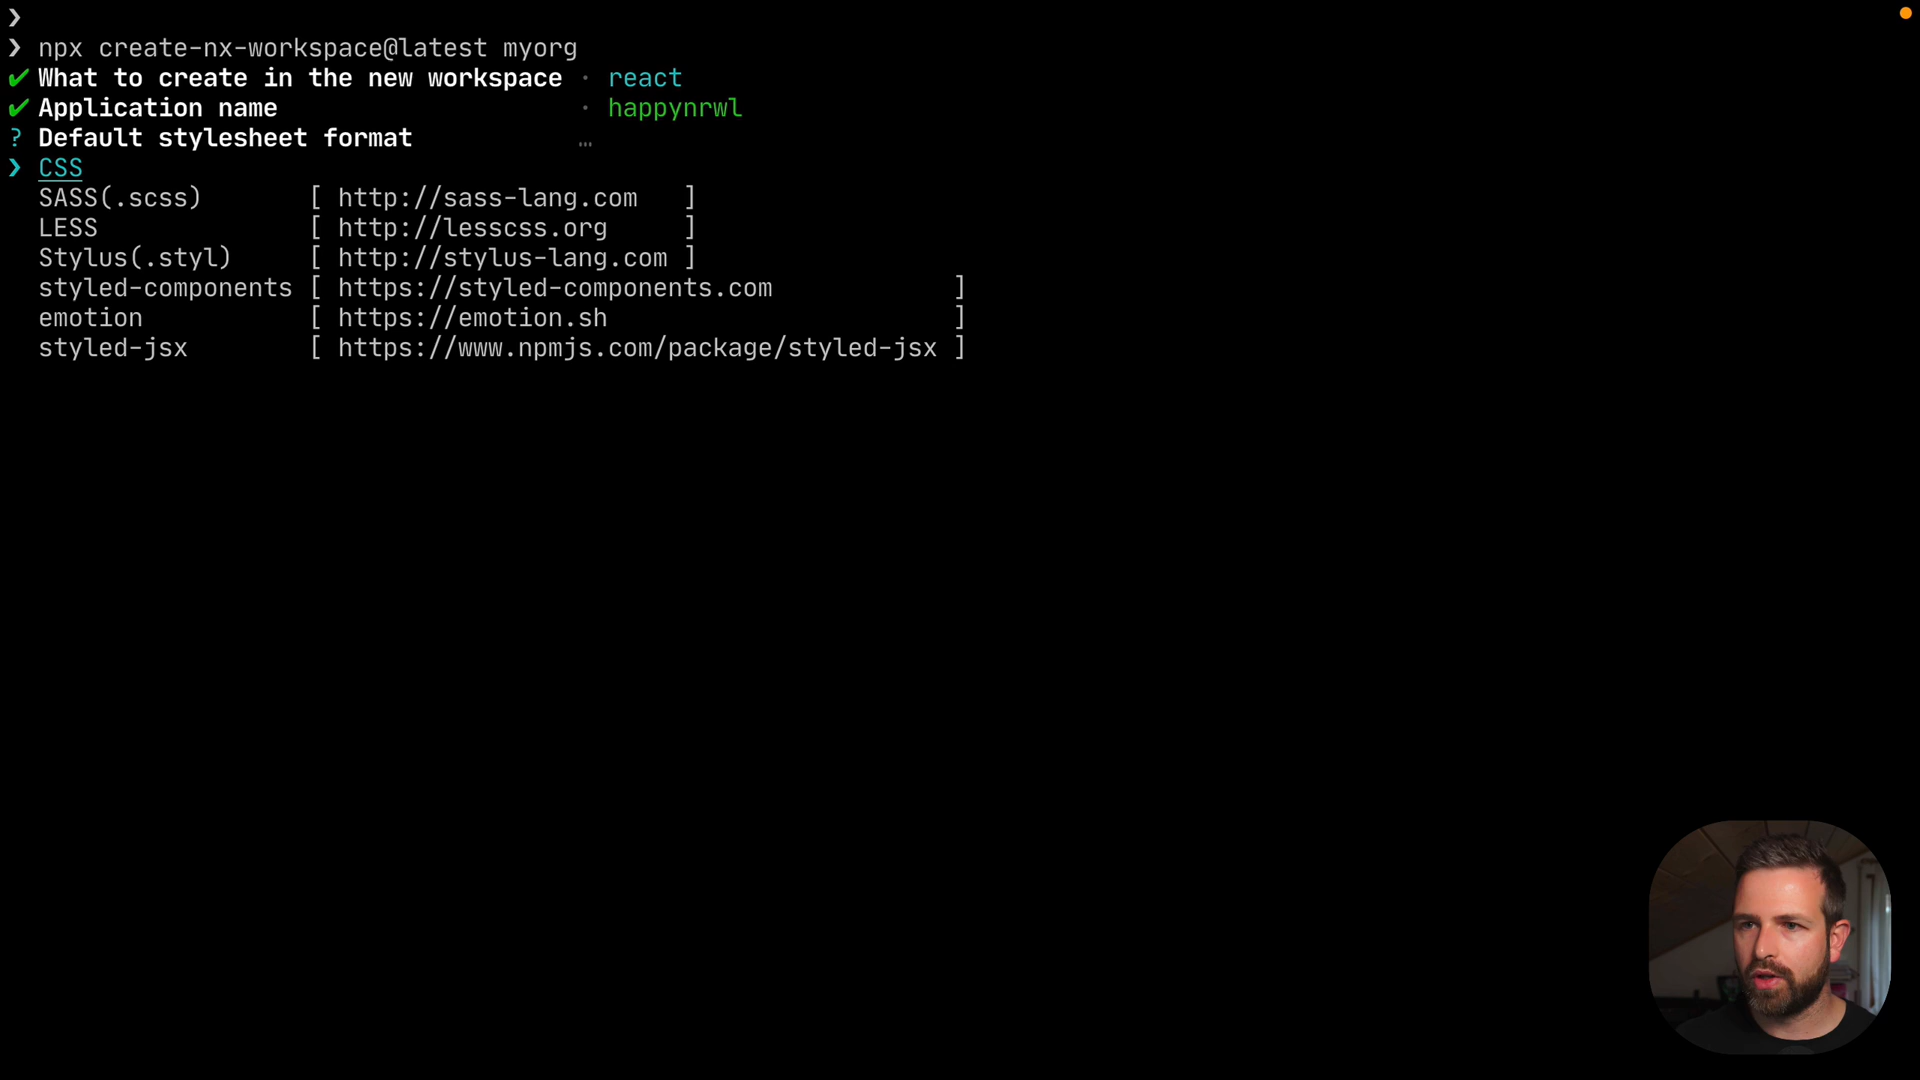 ❯
❯ npx create-nx-workspace@latest myorg
✔ What to create in the new workspace · react
✔ Application name · happynrwl
? Default stylesheet format …
❯ CSS
SASS(.scss) [ http://sass-lang.com ]
LESS [ http://lesscss.org ]
Stylus(.styl) [ http://stylus-lang.com ]
styled-components [ https://styled-components.com ]
emotion [ https://emotion.sh ]
styled-jsx [ https://www.npmjs.com/package/styled-jsx ]